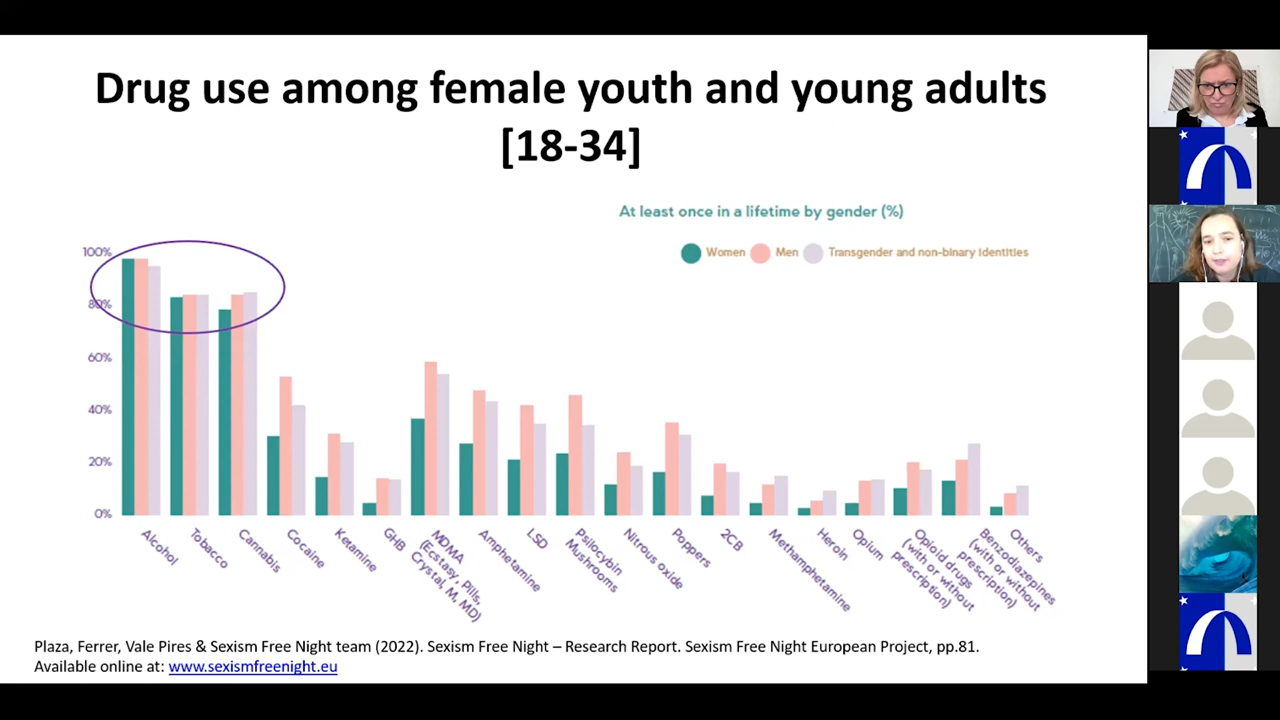 Drug use among female youth and young adults
[18-34]
At least once in a lifetime by gender (%)
Women Men Transgender and non-binary identities
100%
80%
60%
40%
20%
0%
Alcohol
Tobacco
Cannabis
Cocaine
Ketamine
GHB
MDMA
(Ecstasy, Pills,
Crystal, M, MD)
Amphetamine
LSD
Psilocybin
Mushrooms
Nitrous oxide
Poppers
2CB
Methamphetamine
Heroin
Opium
Opioid drugs
(with or without
prescription)
Benzodiazepines
(with or without
prescription)
Others
Plaza, Ferrer, Vale Pires & Sexism Free Night team (2022). Sexism Free Night – Research Report. Sexism Free Night European Project, pp.81.
Available online at: www.sexismfreenight.eu